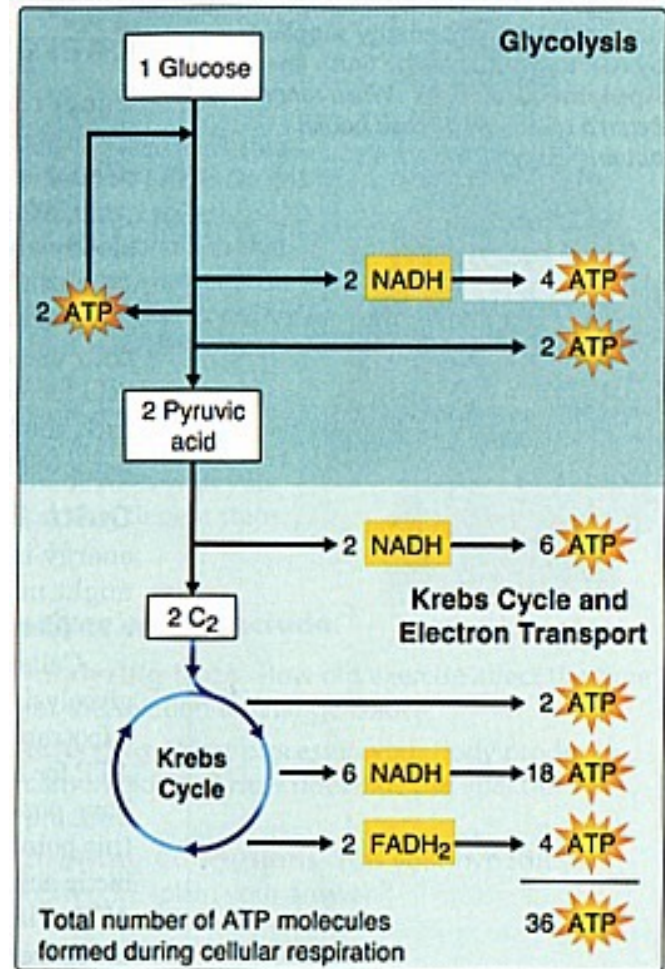 Glycolysis
1 Glucose
2 NADH 4 ATP
2 ATP
2 ATP
2 Pyruvic
acid
2 NADH 6 ATP
2 C₂
Krebs Cycle and
Electron Transport
2 ATP
Krebs
Cycle
6 NADH 18 ATP
2 FADH₂ 4 ATP
36 ATP
Total number of ATP molecules
formed during cellular respiration